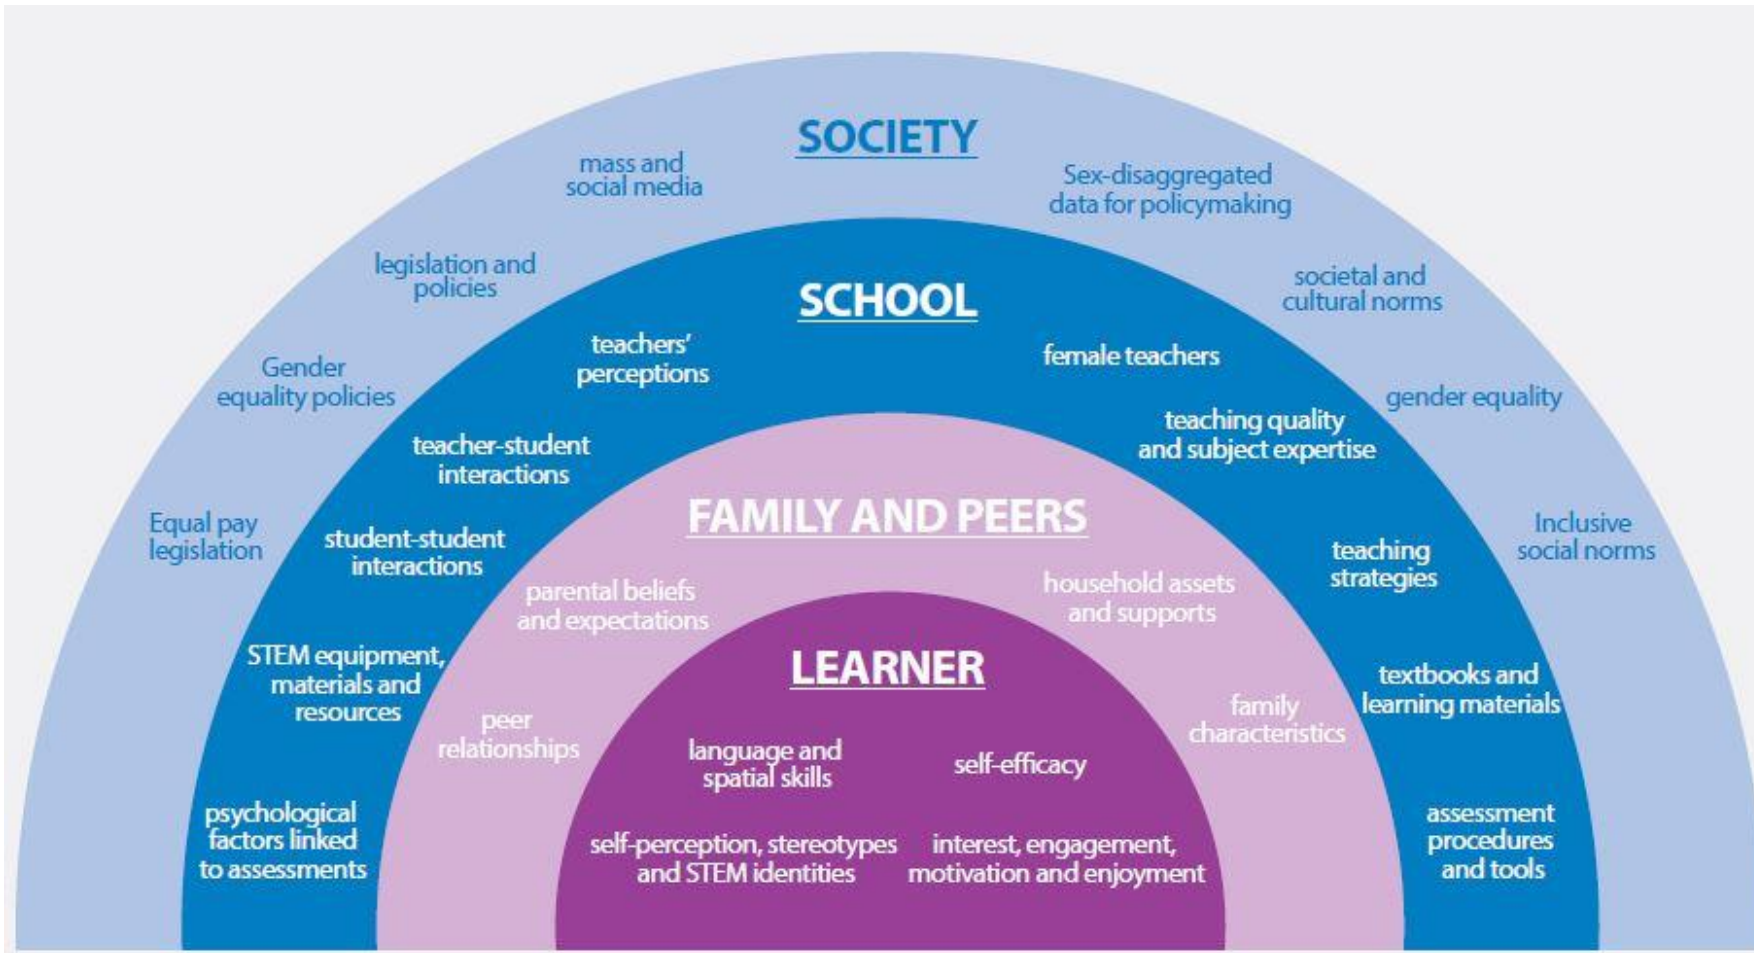 SOCIETY
mass and
social media
Sex-disaggregated
data for policymaking
legislation and
policies
societal and
cultural norms
Gender
equality policies
gender equality
Equal pay
legislation
Inclusive
social norms
SCHOOL
teachers’
perceptions
female teachers
teacher-student
interactions
teaching quality
and subject expertise
student-student
interactions
teaching
strategies
STEM equipment,
materials and
resources
textbooks and
learning materials
psychological
factors linked
to assessments
assessment
procedures
and tools
FAMILY AND PEERS
parental beliefs
and expectations
household assets
and supports
peer
relationships
family
characteristics
LEARNER
language and
spatial skills
self-efficacy
self-perception, stereotypes
and STEM identities
interest, engagement,
motivation and enjoyment